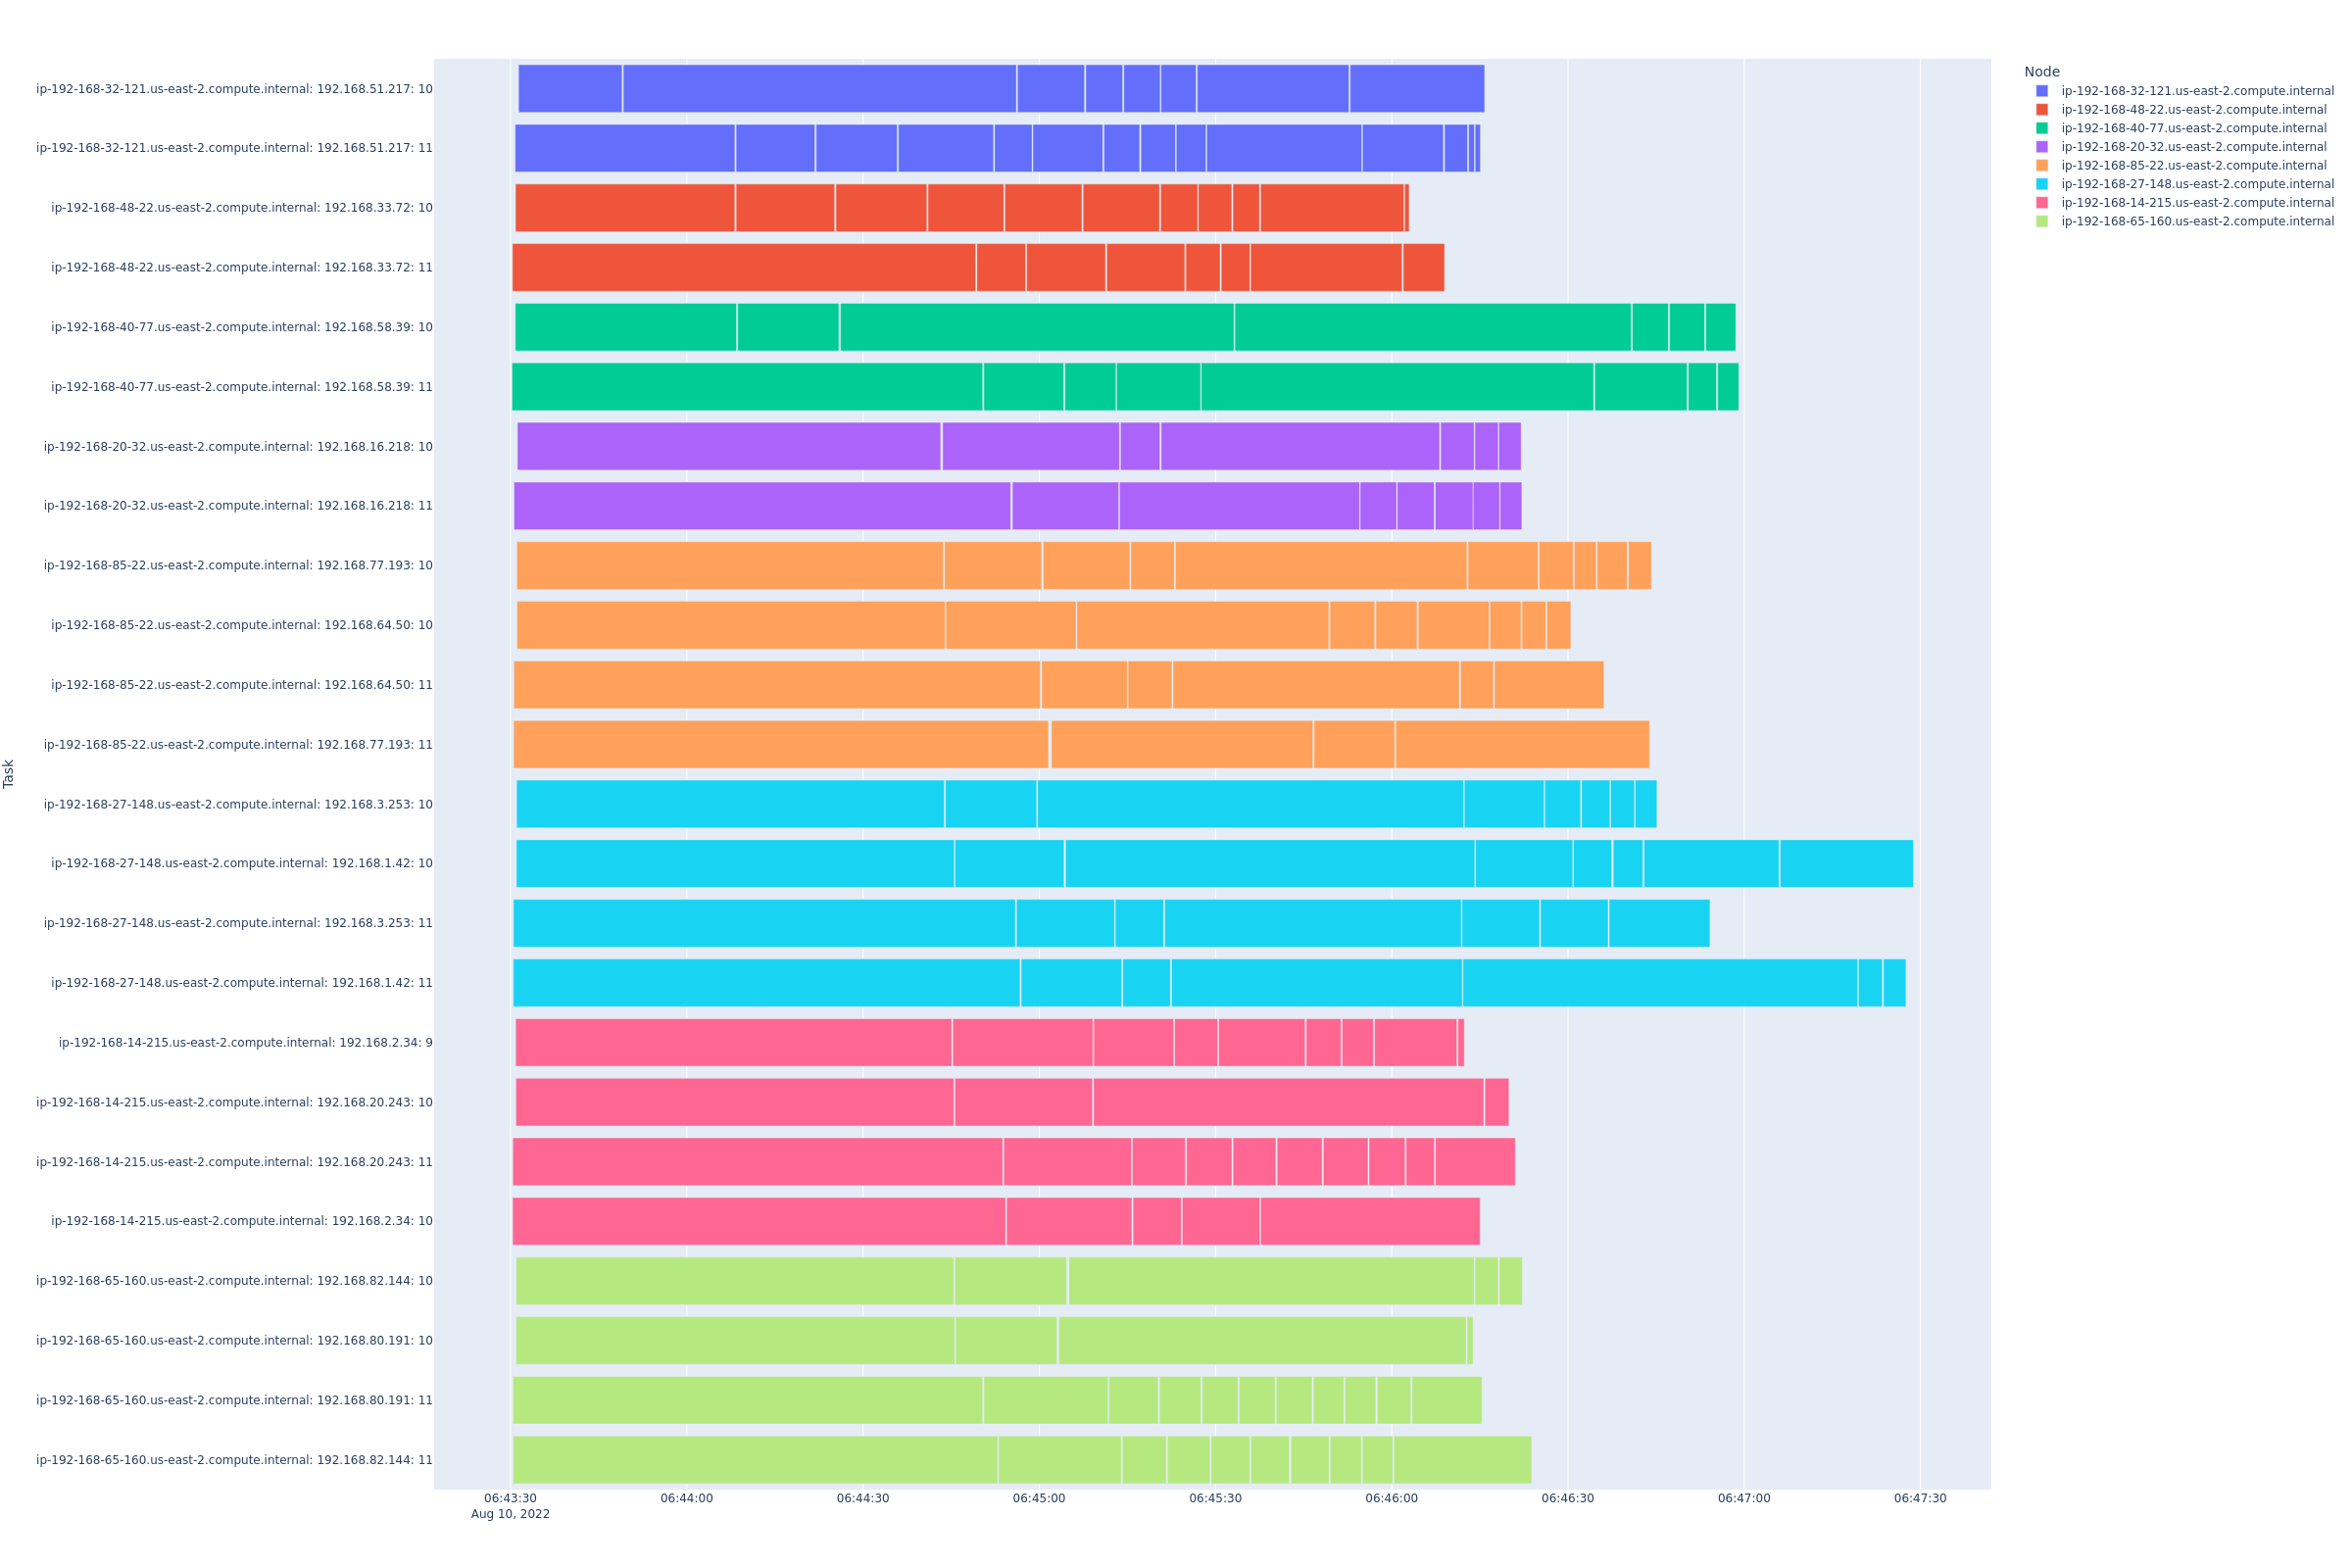 Task
ip-192-168-32-121.us-east-2.compute.internal: 192.168.51.217: 10
ip-192-168-32-121.us-east-2.compute.internal: 192.168.51.217: 11
ip-192-168-48-22.us-east-2.compute.internal: 192.168.33.72: 10
ip-192-168-48-22.us-east-2.compute.internal: 192.168.33.72: 11
ip-192-168-40-77.us-east-2.compute.internal: 192.168.58.39: 10
ip-192-168-40-77.us-east-2.compute.internal: 192.168.58.39: 11
ip-192-168-20-32.us-east-2.compute.internal: 192.168.16.218: 10
ip-192-168-20-32.us-east-2.compute.internal: 192.168.16.218: 11
ip-192-168-85-22.us-east-2.compute.internal: 192.168.77.193: 10
ip-192-168-85-22.us-east-2.compute.internal: 192.168.64.50: 10
ip-192-168-85-22.us-east-2.compute.internal: 192.168.64.50: 11
ip-192-168-85-22.us-east-2.compute.internal: 192.168.77.193: 11
ip-192-168-27-148.us-east-2.compute.internal: 192.168.3.253: 10
ip-192-168-27-148.us-east-2.compute.internal: 192.168.1.42: 10
ip-192-168-27-148.us-east-2.compute.internal: 192.168.3.253: 11
ip-192-168-27-148.us-east-2.compute.internal: 192.168.1.42: 11
ip-192-168-14-215.us-east-2.compute.internal: 192.168.2.34: 9
ip-192-168-14-215.us-east-2.compute.internal: 192.168.20.243: 10
ip-192-168-14-215.us-east-2.compute.internal: 192.168.20.243: 11
ip-192-168-14-215.us-east-2.compute.internal: 192.168.2.34: 10
ip-192-168-65-160.us-east-2.compute.internal: 192.168.82.144: 10
ip-192-168-65-160.us-east-2.compute.internal: 192.168.80.191: 10
ip-192-168-65-160.us-east-2.compute.internal: 192.168.80.191: 11
ip-192-168-65-160.us-east-2.compute.internal: 192.168.82.144: 11
06:43:30 06:44:00 06:44:30 06:45:00 06:45:30 06:46:00 06:46:30 06:47:00 06:47:30
Aug 10, 2022
Node
ip-192-168-32-121.us-east-2.compute.internal
ip-192-168-48-22.us-east-2.compute.internal
ip-192-168-40-77.us-east-2.compute.internal
ip-192-168-20-32.us-east-2.compute.internal
ip-192-168-85-22.us-east-2.compute.internal
ip-192-168-27-148.us-east-2.compute.internal
ip-192-168-14-215.us-east-2.compute.internal
ip-192-168-65-160.us-east-2.compute.internal